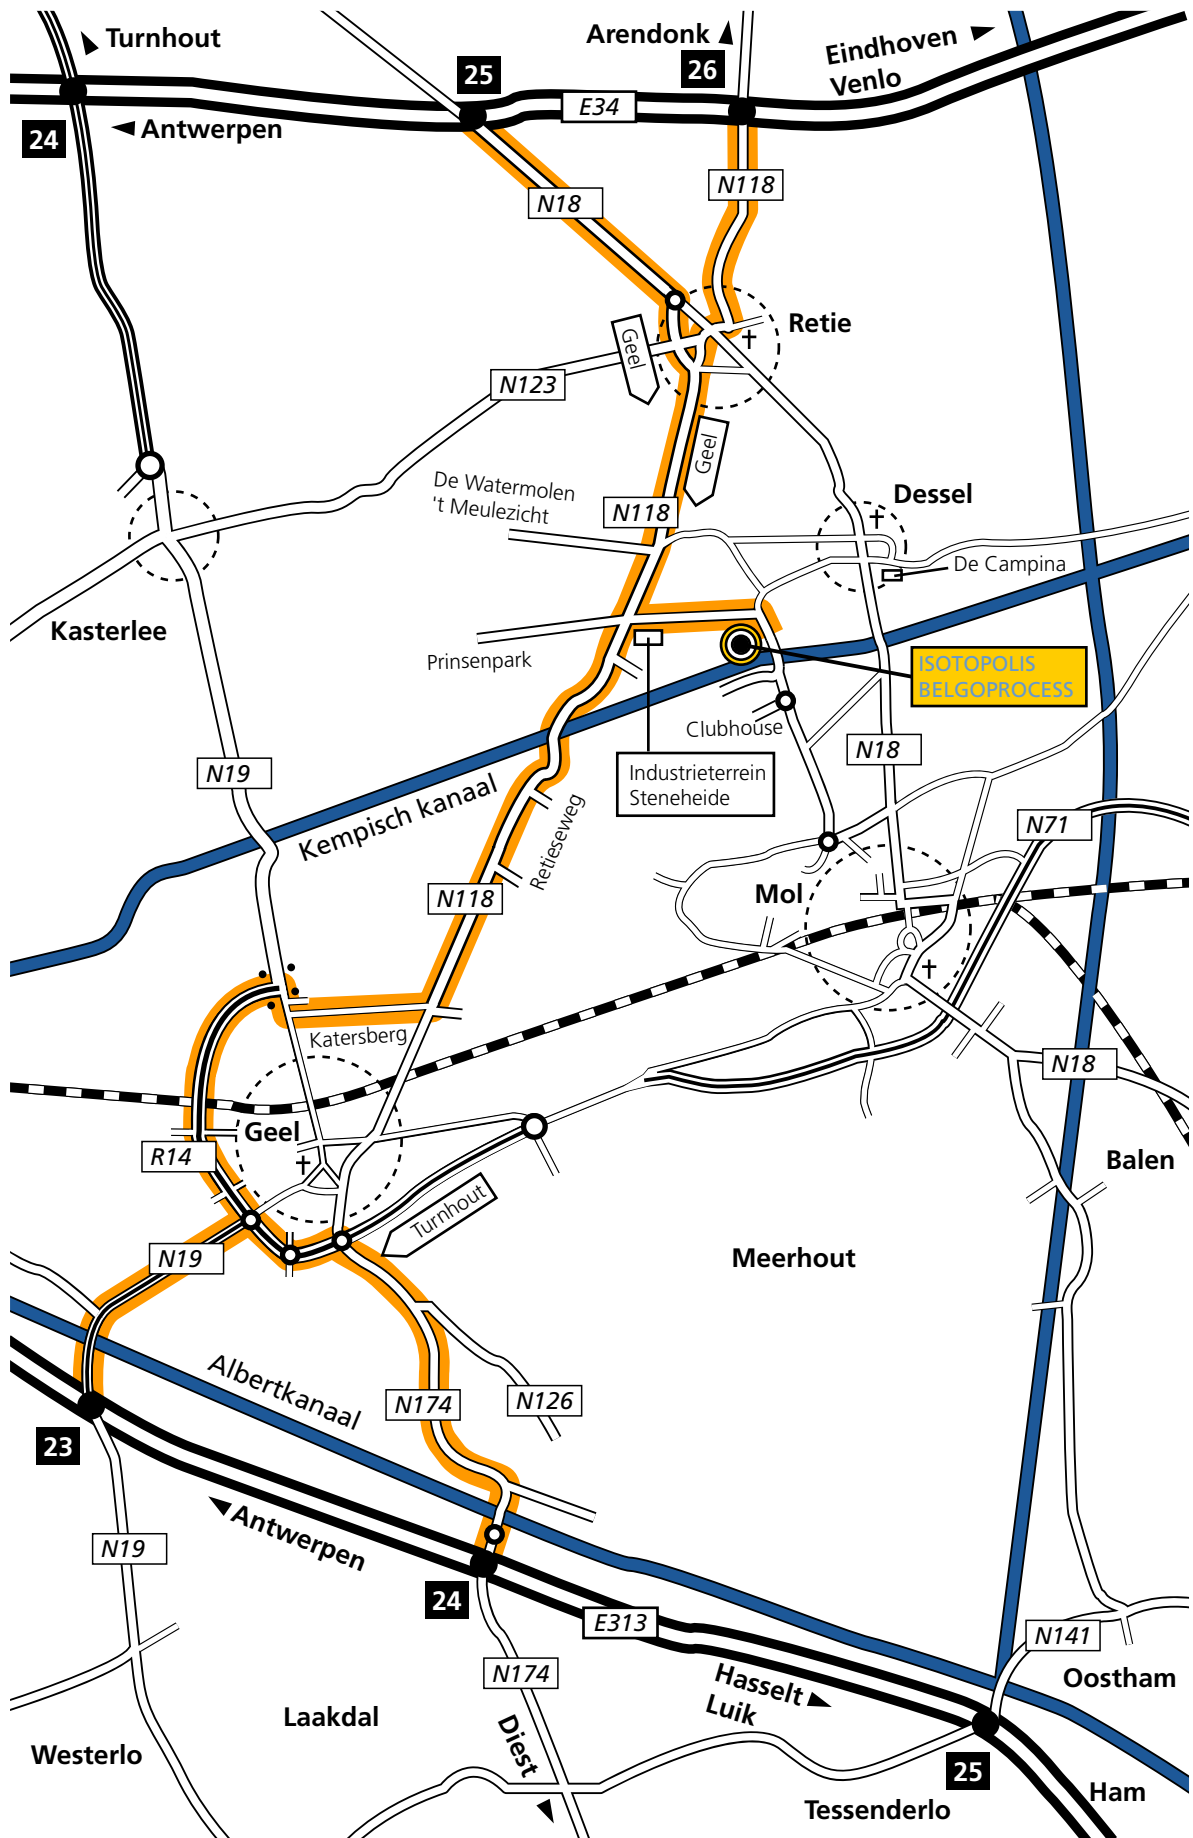 Turnhout
Arendonk
Eindhoven
Venlo
25
26
E34
24
Antwerpen
N118
N18
Retie
Geel
N123
Geel
De Watermolen
't Meulezicht
N118
Dessel
De Campina
Kasterlee
Prinsenpark
ISOTOPOLIS
BELGOPROCESS
Clubhouse
N18
N19
Industrieterrein
Steneheide
Kempisch kanaal
Retieseweg
N71
N118
Mol
Katersberg
N18
Geel
R14
Balen
Turnhout
N19
Meerhout
Albertkanaal
N174
N126
23
Antwerpen
N19
24
E313
N141
N174
Hasselt
Luik
Oostham
Laakdal
Diest
Westerlo
25
Ham
Tessenderlo